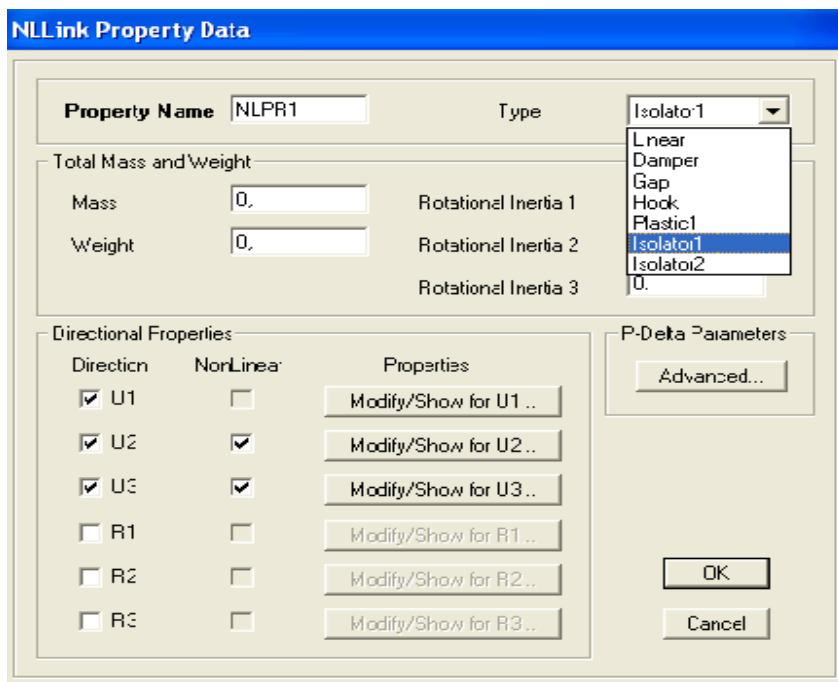 NLLink Property Data
Property Name NLPR1 Type Isolator1
Linear
Damper
Gap
Hook
Plastic1
Isolator1
Isolator2
Total Mass and Weight
Mass 0, Rotational Inertia 1
Weight 0, Rotational Inertia 2
Rotational Inertia 3 0.
Directional Properties
Direction NonLinear Properties
U1 Modify/Show for U1...
U2 Modify/Show for U2...
U3 Modify/Show for U3...
R1 Modify/Show for R1...
R2 Modify/Show for R2...
R3 Modify/Show for R3...
P-Delta Parameters
Advanced...
OK
Cancel